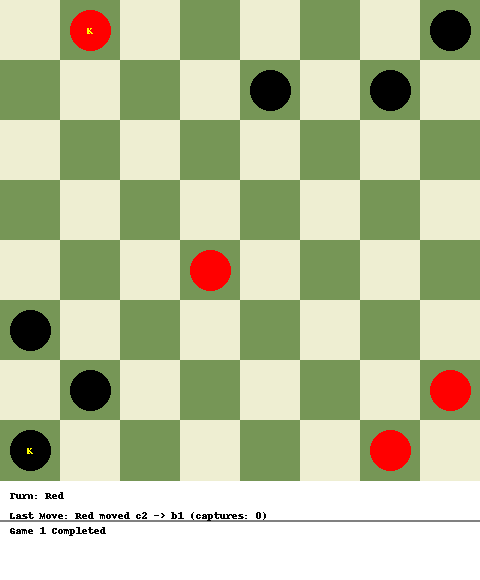 K
K
Turn: Red
Last Move: Red moved c2 -> b1 (captures: 0)
Game 1 Completed